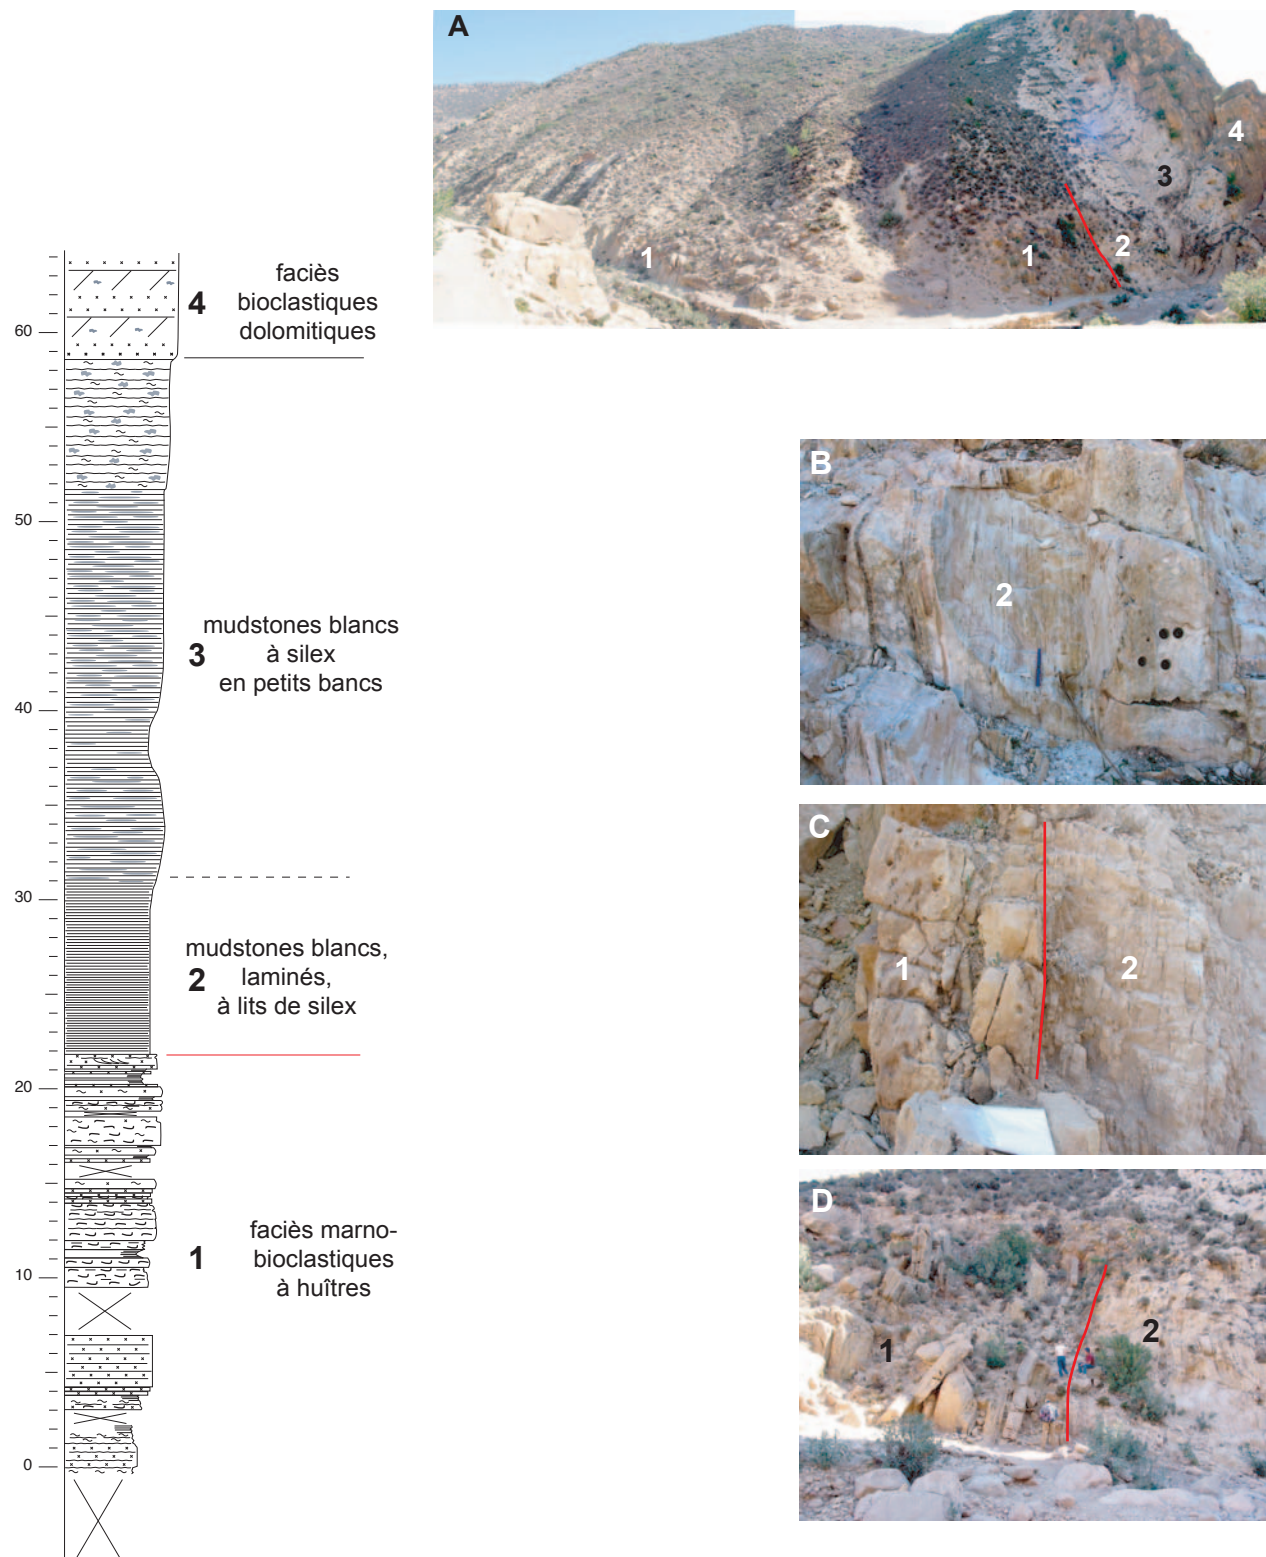 A
1
1
2
3
4
60
50
40
30
20
10
0
4
faciès
bioclastiques
dolomitiques
3
mudstones blancs
à silex
en petits bancs
2
mudstones blancs,
laminés,
à lits de silex
1
faciès marno-
bioclastiques
à huîtres
B
2
C
1
2
D
1
2